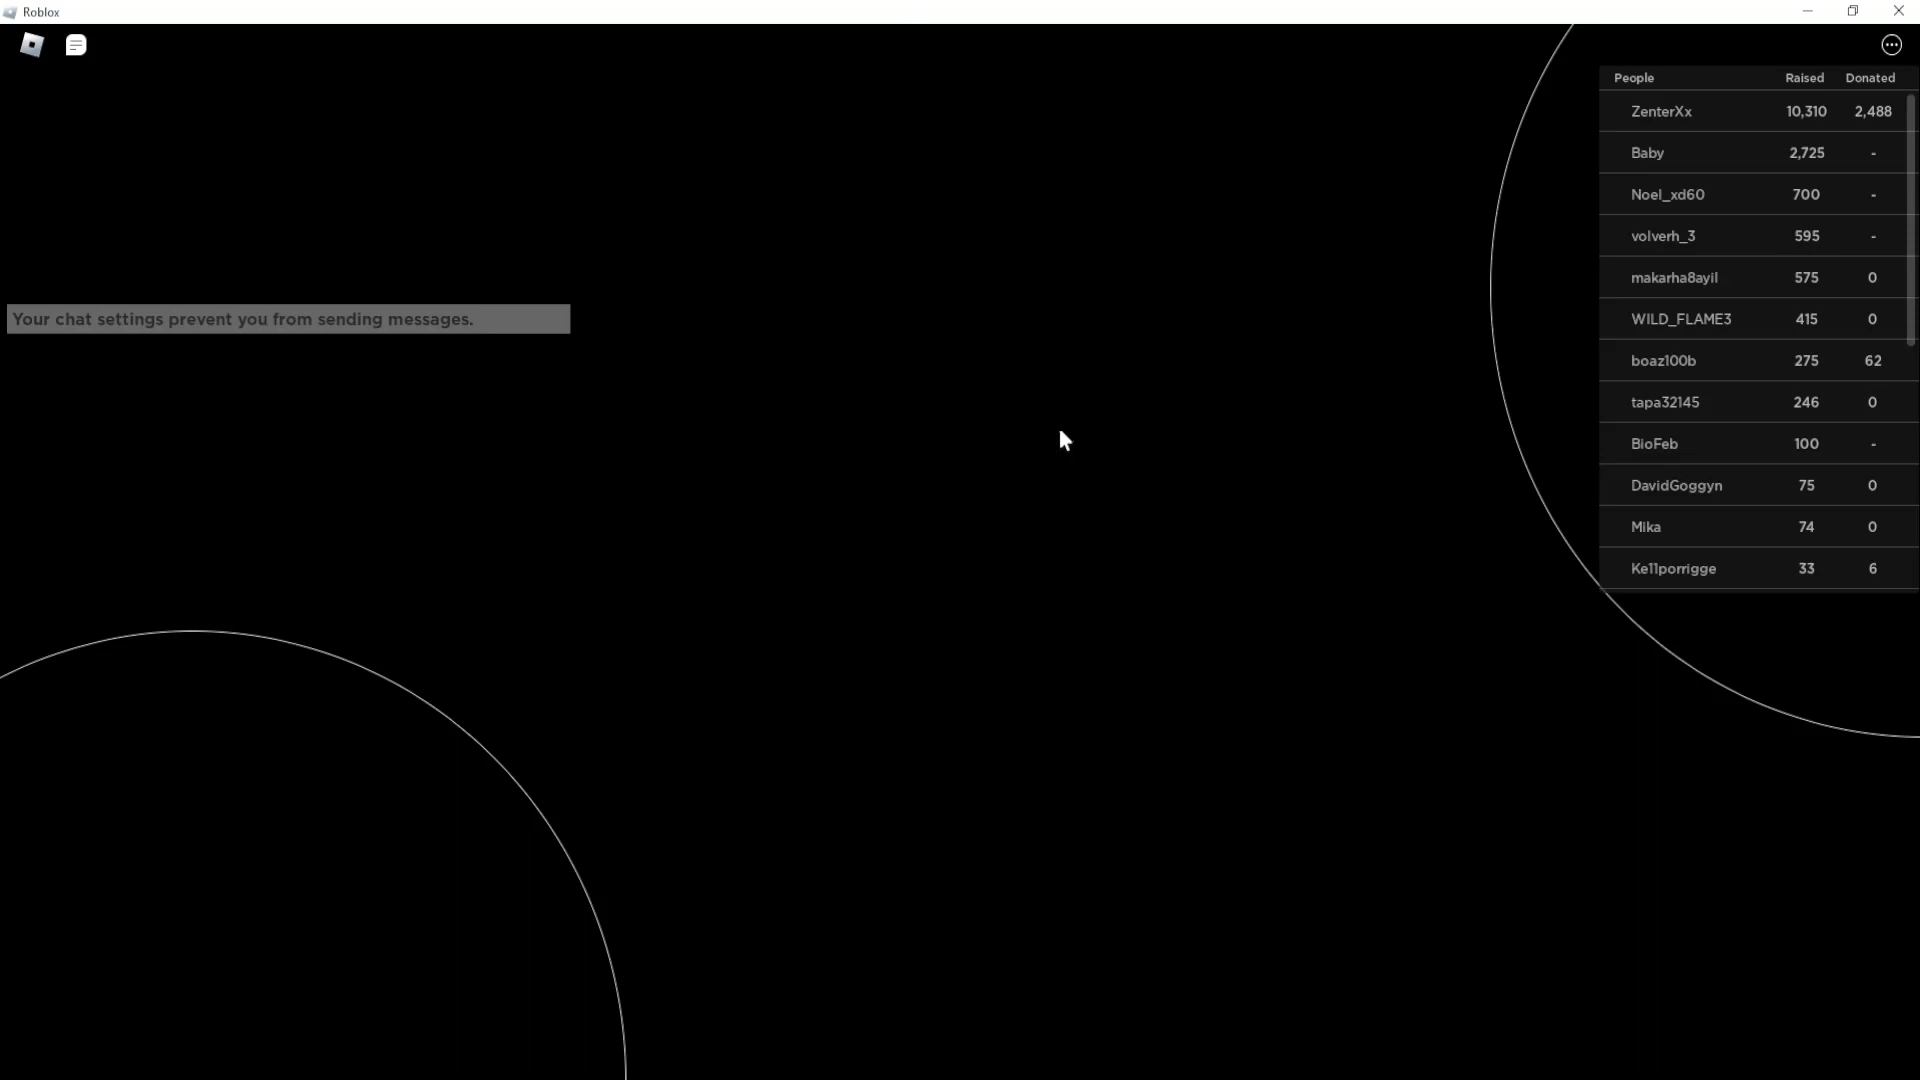 Roblox
People Raised Donated
ZenterXx 10,310 2,488
Baby 2,725 -
Noel_xd60 700 -
volverh_3 595 -
makarha8ayil 575 0
WILD_FLAME3 415 0
boaz100b 275 62
tapa32145 246 0
BioFeb 100 -
DavidGoggyn 75 0
Mika 74 0
Ke11porrigge 33 6
Your chat settings prevent you from sending messages.